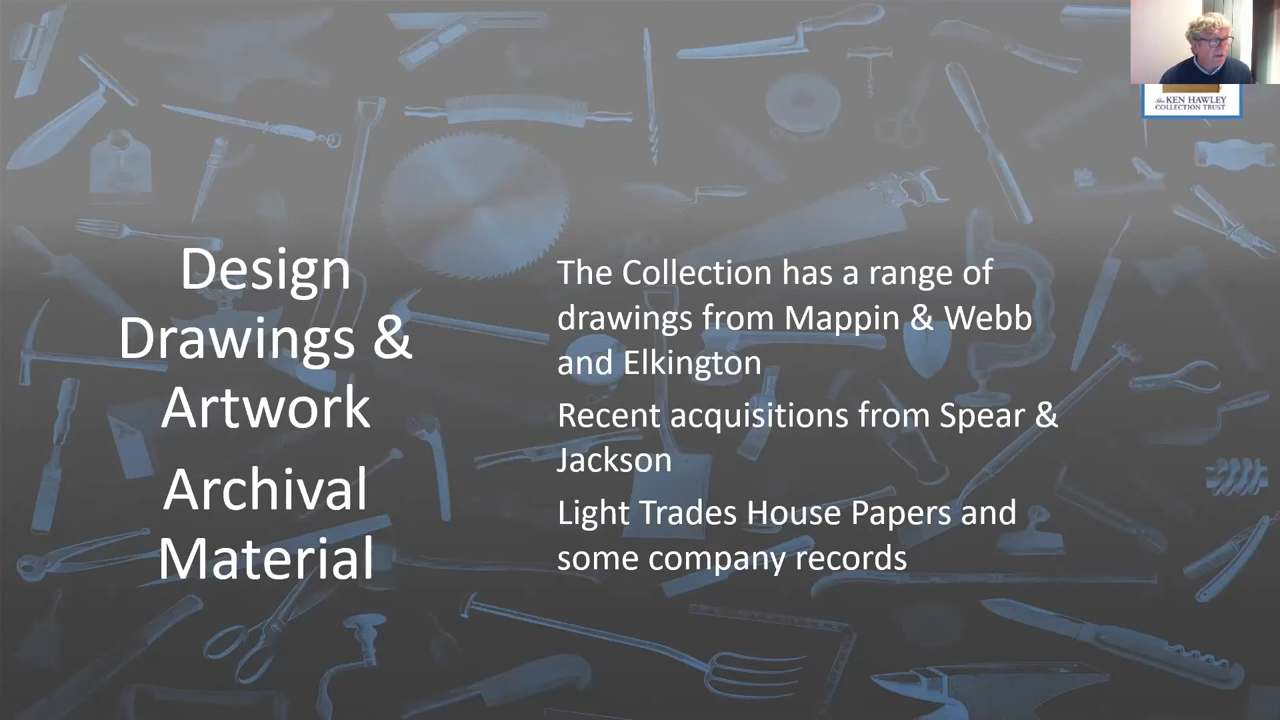 The KEN HAWLEY
COLLECTION TRUST
Design
Drawings &
Artwork
Archival
Material
The Collection has a range of
drawings from Mappin & Webb
and Elkington
Recent acquisitions from Spear &
Jackson
Light Trades House Papers and
some company records